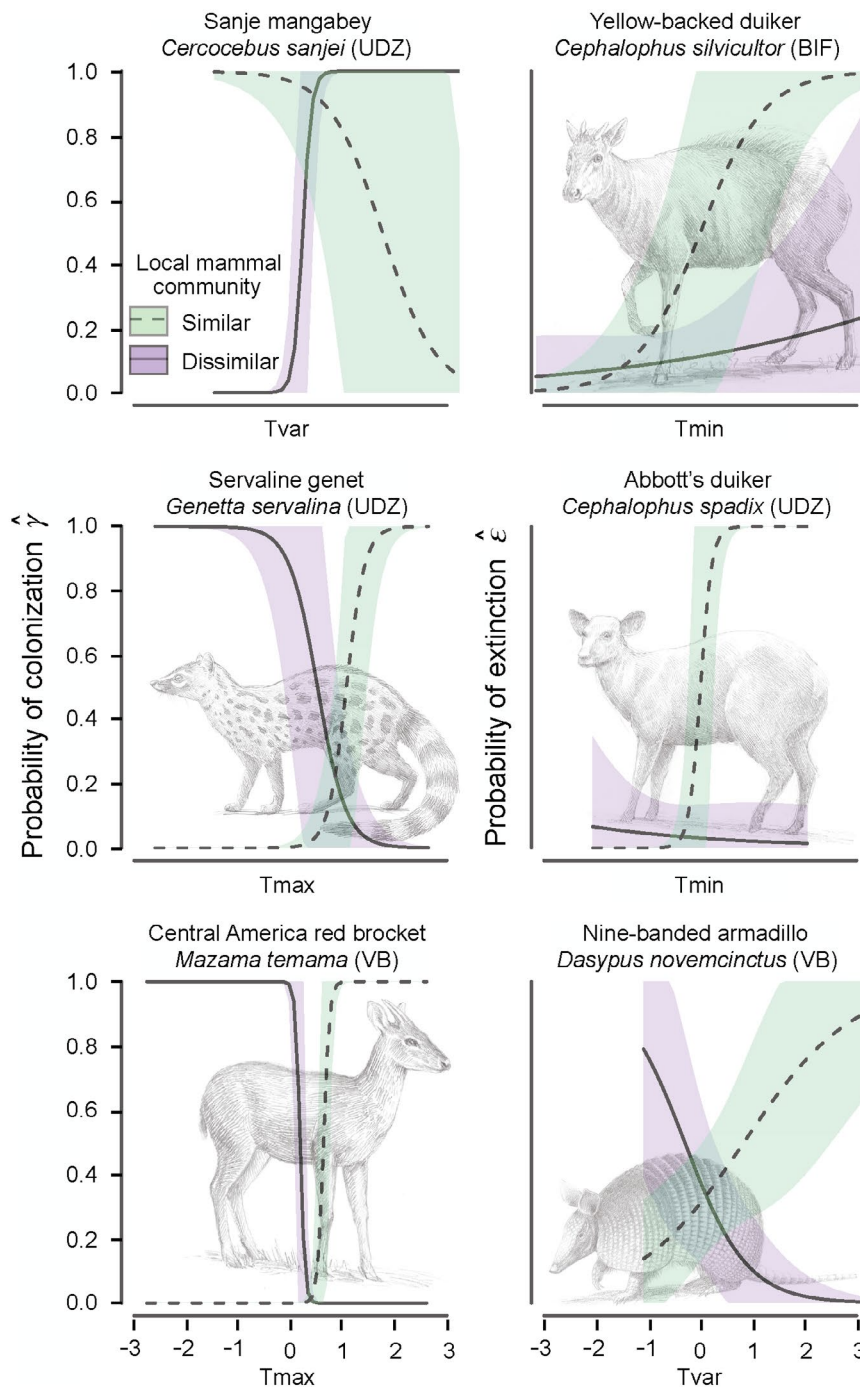 Sanje mangabey
Cercocebus sanjei (UDZ)
1.0
0.8
0.6
0.4
0.2
0.0
Local mammal
community
Similar
Dissimilar
Tvar
Yellow-backed duiker
Cephalophus silvicultor (BIF)
Tmin
Probability of colonization γ̂
Servaline genet
Genetta servalina (UDZ)
1.0
0.8
0.6
0.4
0.2
0.0
Tmax
Probability of extinction ε̂
Abbott's duiker
Cephalophus spadix (UDZ)
Tmin
Central America red brocket
Mazama temama (VB)
1.0
0.8
0.6
0.4
0.2
0.0
-3 -2 -1 0 1 2 3
Tmax
Nine-banded armadillo
Dasypus novemcinctus (VB)
-3 -2 -1 0 1 2 3
Tvar